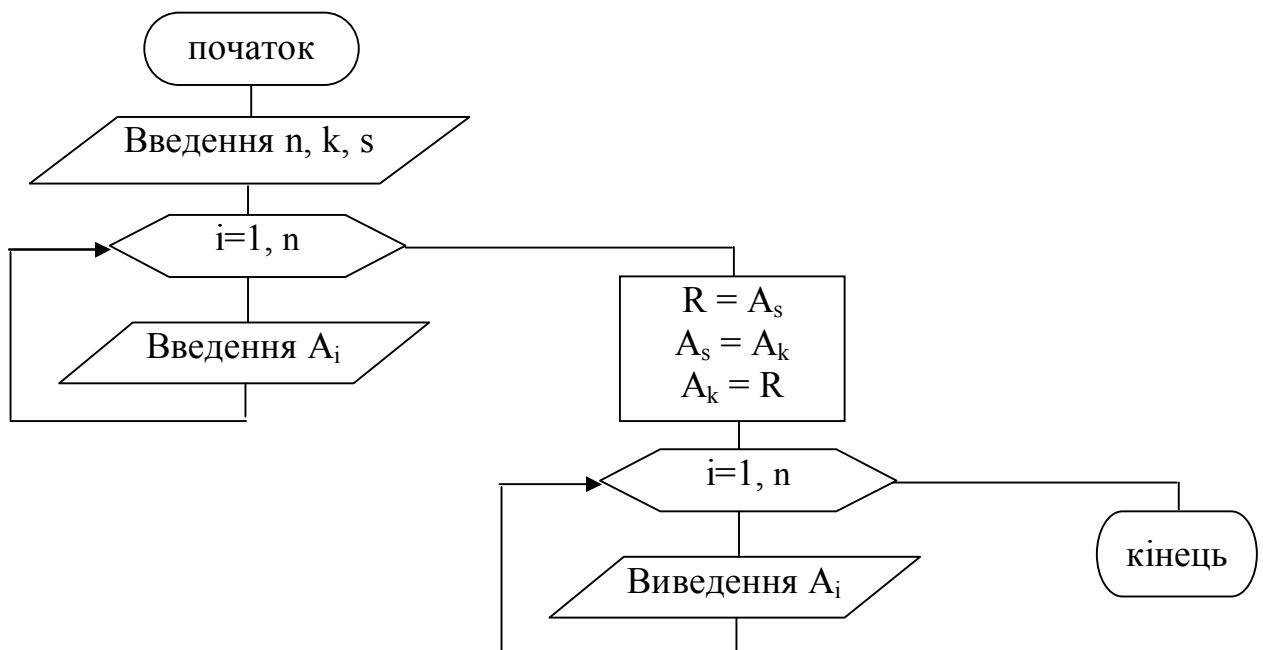 початок
Введення n, k, s
i=1, n
Введення Aᵢ
R = Aₛ
Aₛ = Aₖ
Aₖ = R
i=1, n
Виведення Aᵢ
кінець